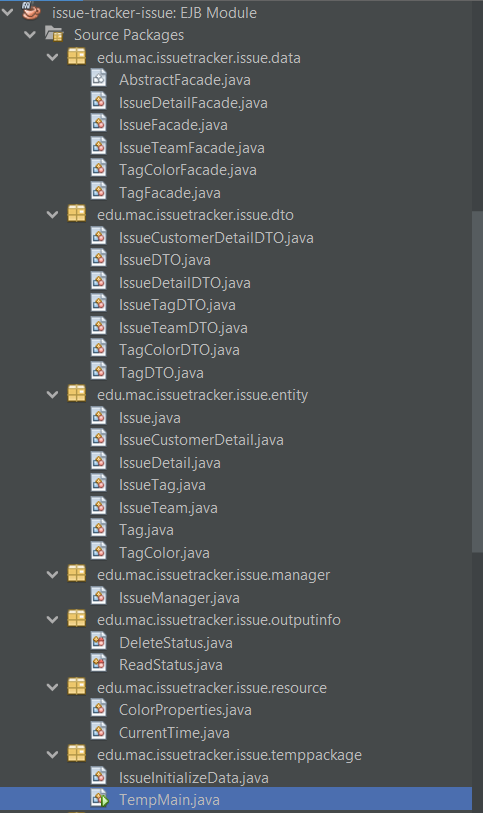 issue-tracker-issue: EJB Module
Source Packages
edu.mac.issuetracker.issue.data
AbstractFacade.java
IssueDetailFacade.java
IssueFacade.java
IssueTeamFacade.java
TagColorFacade.java
TagFacade.java
edu.mac.issuetracker.issue.dto
IssueCustomerDetailDTO.java
IssueDTO.java
IssueDetailDTO.java
IssueTagDTO.java
IssueTeamDTO.java
TagColorDTO.java
TagDTO.java
edu.mac.issuetracker.issue.entity
Issue.java
IssueCustomerDetail.java
IssueDetail.java
IssueTag.java
IssueTeam.java
Tag.java
TagColor.java
edu.mac.issuetracker.issue.manager
IssueManager.java
edu.mac.issuetracker.issue.outputinfo
DeleteStatus.java
ReadStatus.java
edu.mac.issuetracker.issue.resource
ColorProperties.java
CurrentTime.java
edu.mac.issuetracker.issue.temppackage
IssueInitializeData.java
TempMain.java